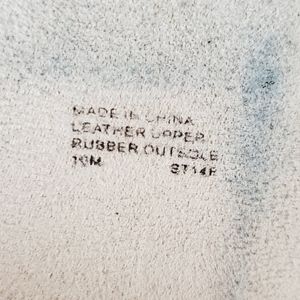 MADE IN CHINA
LEATHER UPPER
RUBBER OUTSOLE
10M ST14F